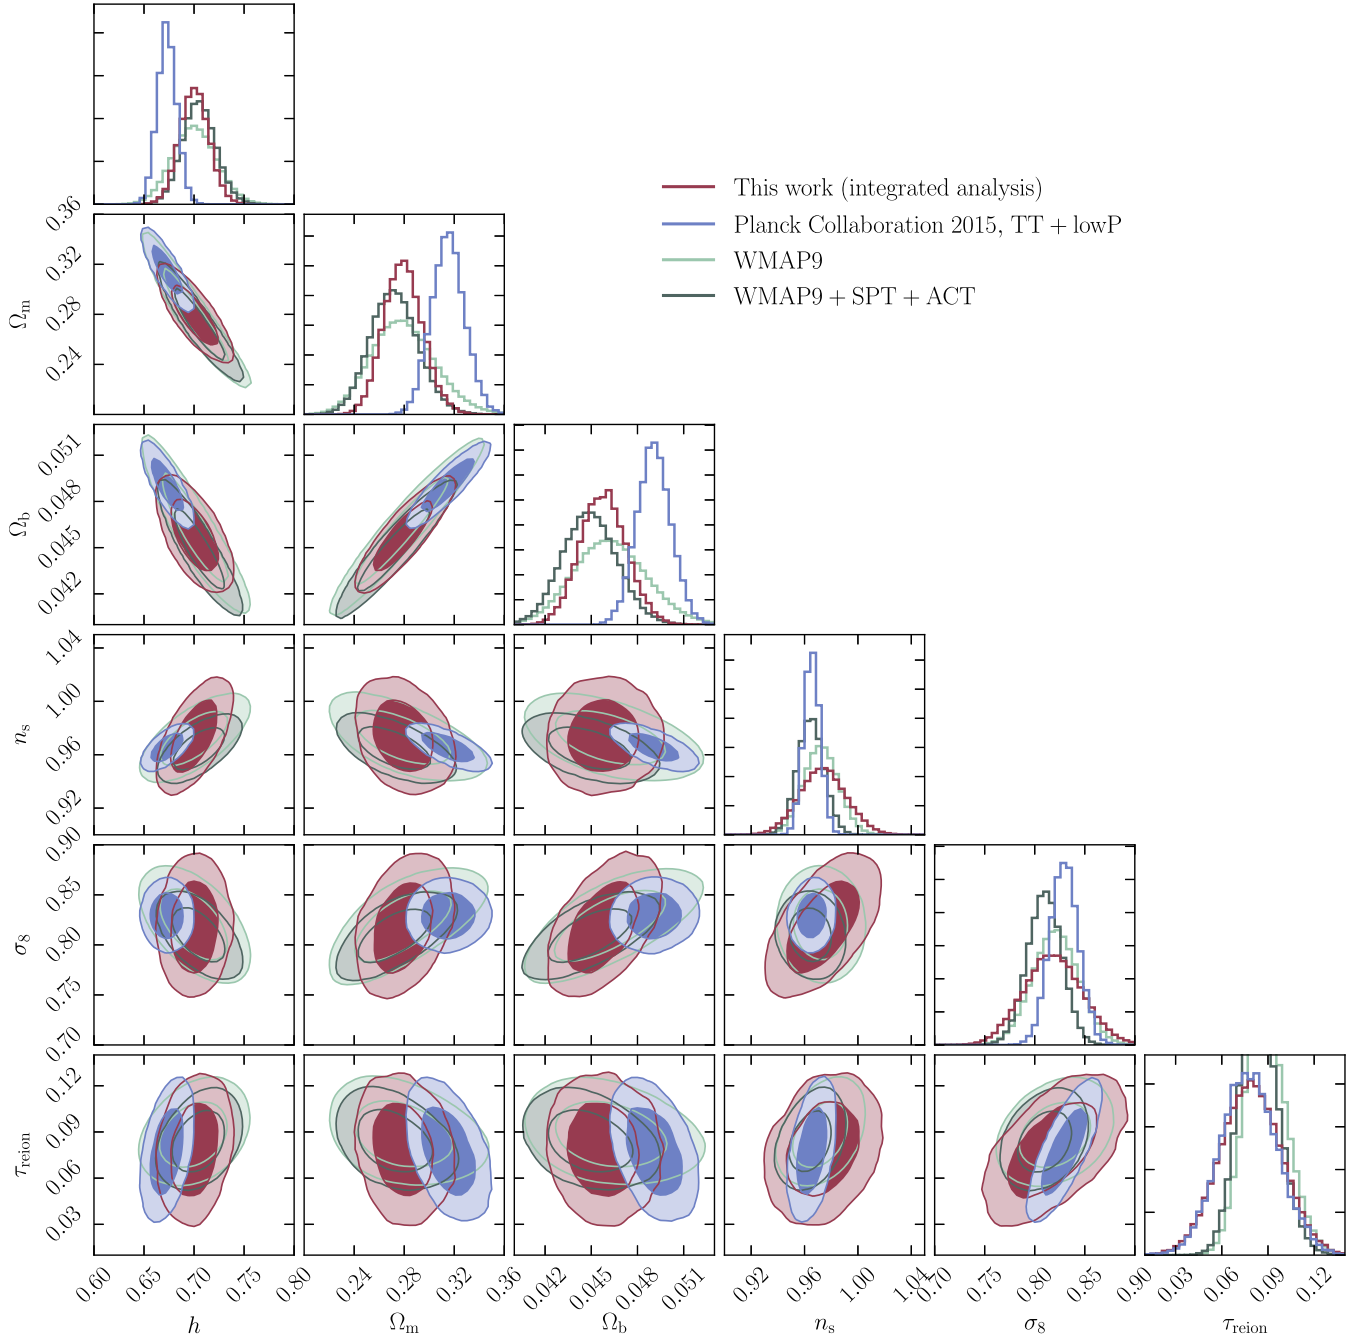 This work (integrated analysis)
Planck Collaboration 2015, TT + lowP
WMAP9
WMAP9 + SPT + ACT
0.36
0.32
0.28
0.24
Ωm
0.051
0.048
0.045
0.042
Ωb
1.04
1.00
0.96
0.92
0.90
ns
0.90
0.85
0.80
0.75
0.70
σ8
0.12
0.09
0.06
0.03
τreion
0.60 0.65 0.70 0.75 0.80 0.24 0.28 0.32 0.36 0.042 0.045 0.048 0.051 0.92 0.96 1.00 1.04 0.70 0.75 0.80 0.85 0.90 0.03 0.06 0.09 0.12
h Ωm Ωb ns σ8 τreion